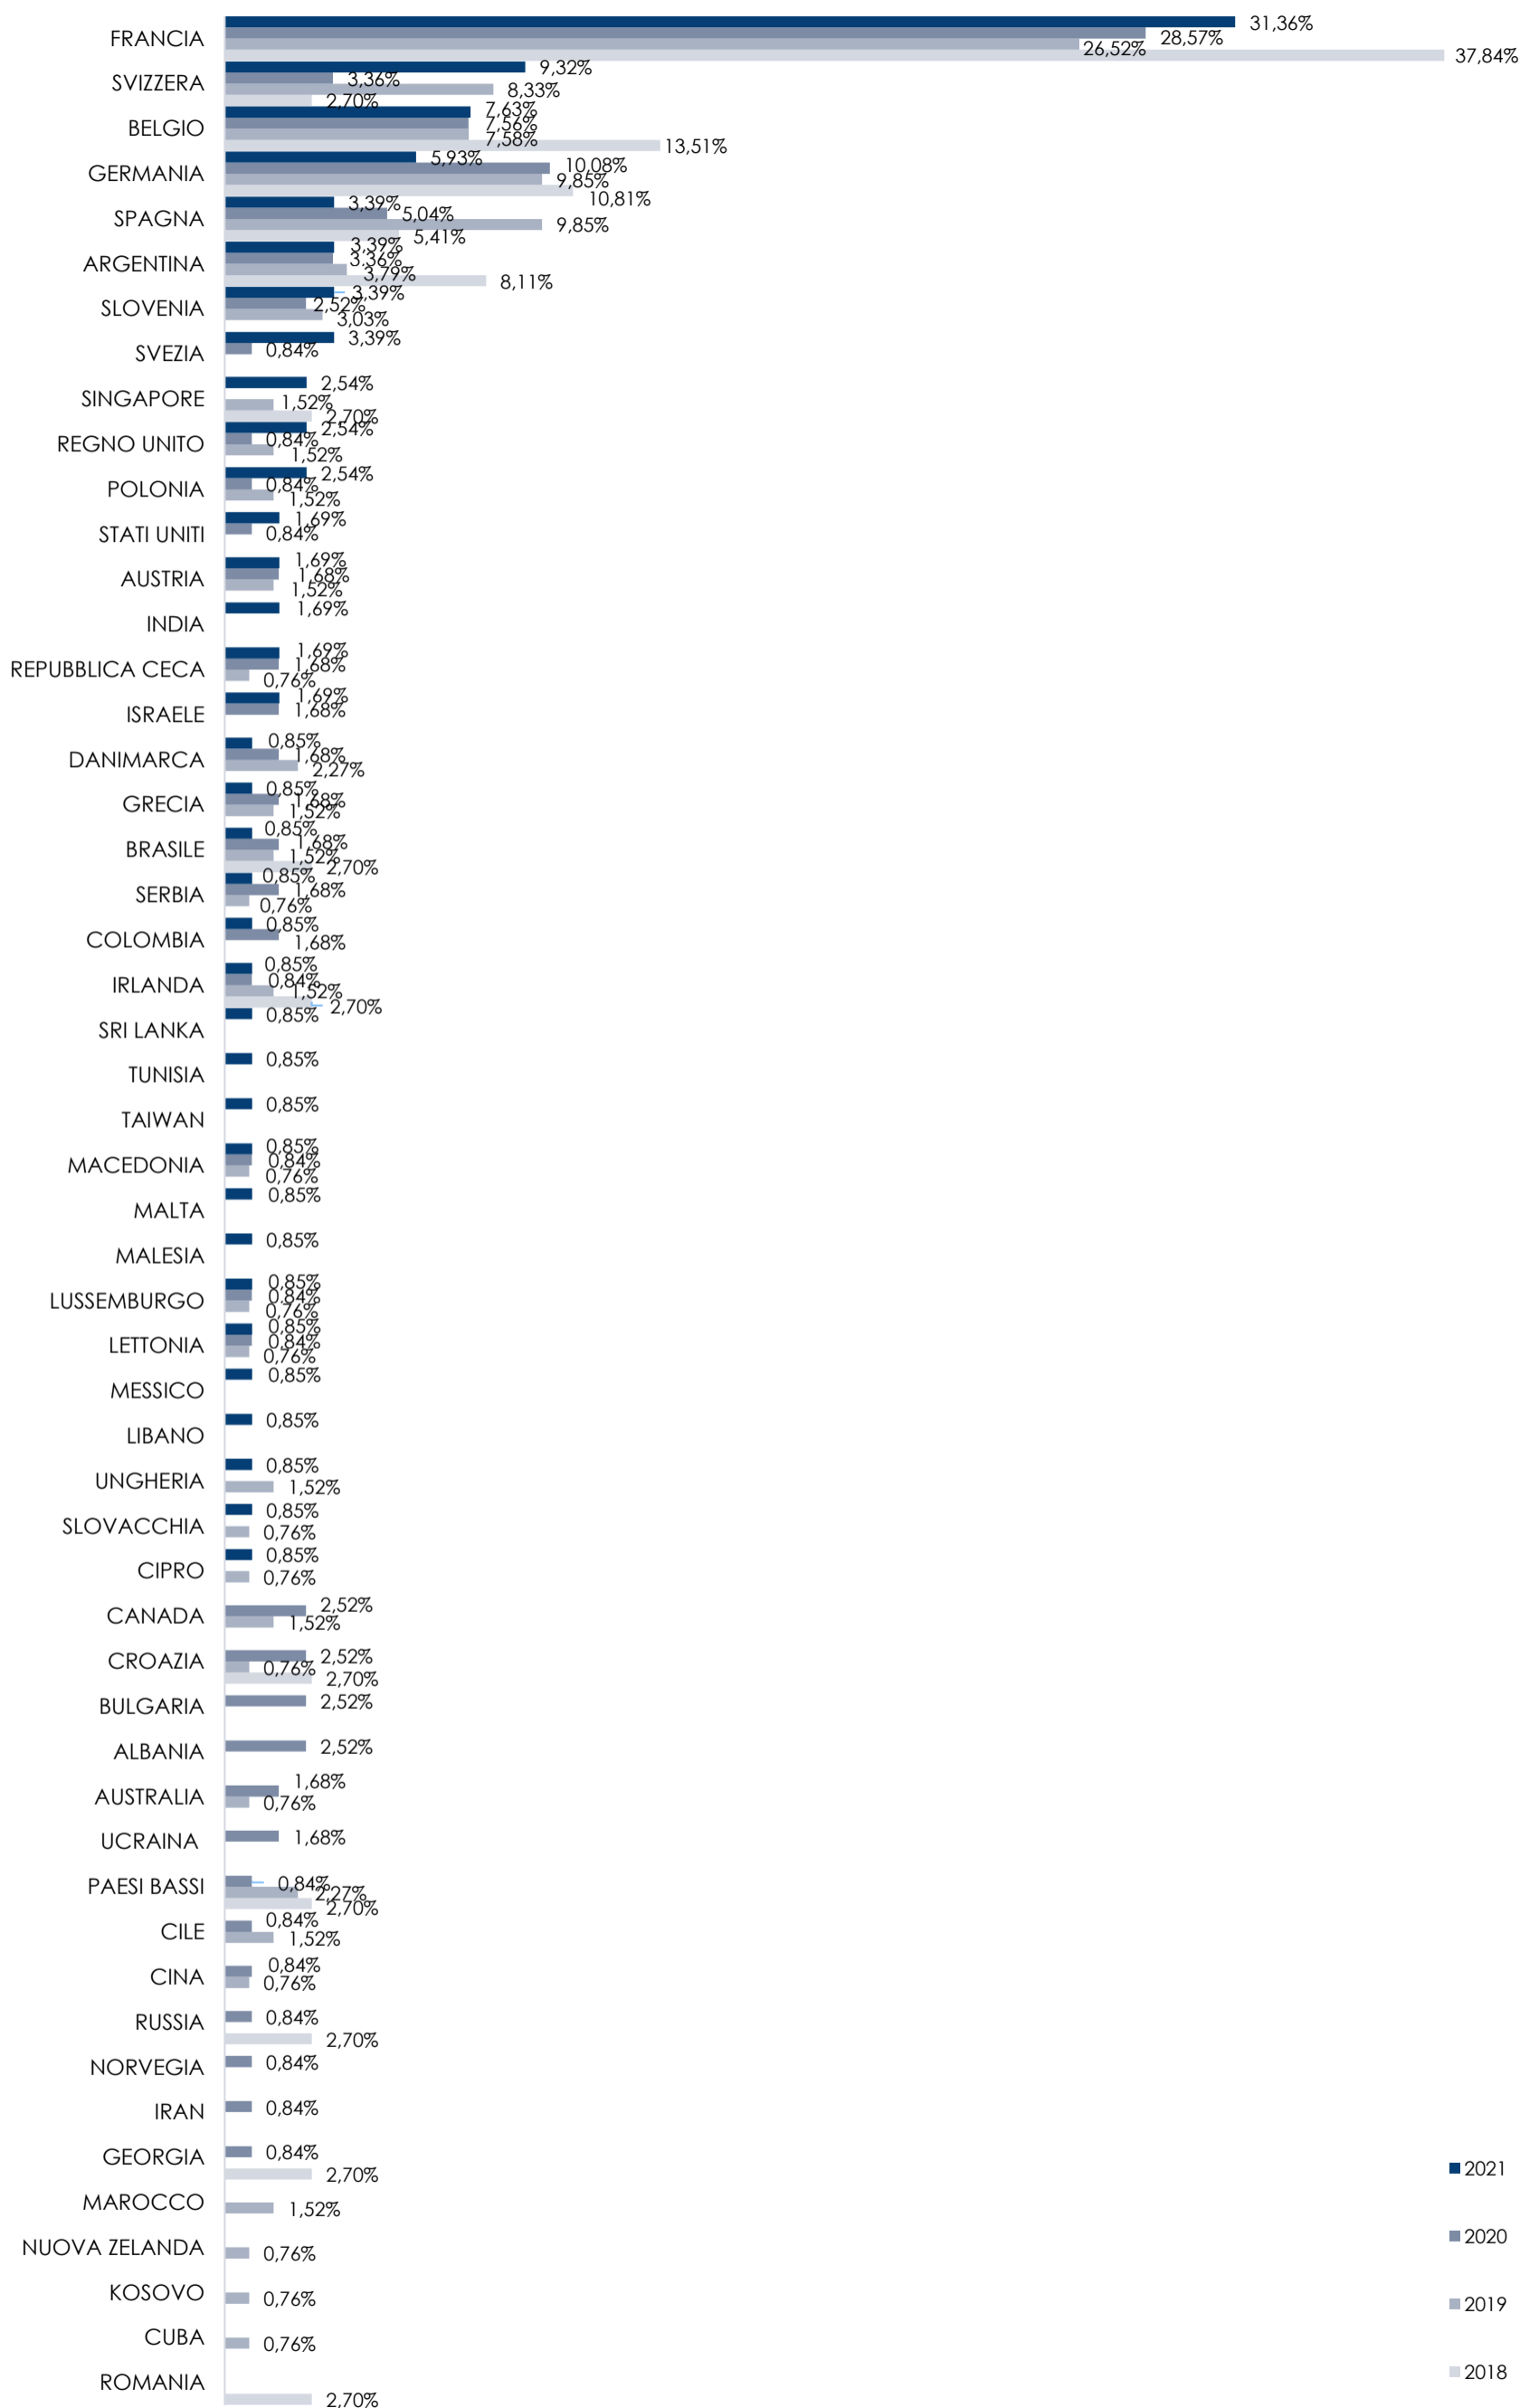 FRANCIA
31,36%
28,57%
26,52%
37,84%
SVIZZERA
9,32%
3,36%
8,33%
2,70%
BELGIO
7,63%
7,56%
7,58%
13,51%
GERMANIA
5,93%
10,08%
9,85%
10,81%
SPAGNA
3,39%
5,04%
9,85%
5,41%
ARGENTINA
3,39%
3,36%
3,79%
8,11%
SLOVENIA
3,39%
2,52%
3,03%
SVEZIA
3,39%
0,84%
SINGAPORE
2,54%
1,52%
2,70%
REGNO UNITO
2,54%
0,84%
1,52%
POLONIA
2,54%
0,84%
1,52%
STATI UNITI
1,69%
0,84%
AUSTRIA
1,69%
1,68%
1,52%
INDIA
1,69%
REPUBBLICA CECA
1,69%
1,68%
0,76%
ISRAELE
1,69%
1,68%
DANIMARCA
0,85%
1,68%
2,27%
GRECIA
0,85%
1,68%
1,52%
BRASILE
0,85%
1,68%
1,52%
2,70%
SERBIA
0,85%
1,68%
0,76%
COLOMBIA
0,85%
1,68%
IRLANDA
0,85%
0,84%
1,52%
2,70%
SRI LANKA
0,85%
TUNISIA
0,85%
TAIWAN
0,85%
MACEDONIA
0,85%
0,84%
0,76%
MALTA
0,85%
MALESIA
0,85%
LUSSEMBURGO
0,85%
0,84%
0,76%
LETTONIA
0,85%
0,84%
0,76%
MESSICO
0,85%
LIBANO
0,85%
UNGHERIA
0,85%
1,52%
SLOVACCHIA
0,85%
0,76%
CIPRO
0,85%
0,76%
CANADA
2,52%
1,52%
CROAZIA
2,52%
0,76%
2,70%
BULGARIA
2,52%
ALBANIA
2,52%
AUSTRALIA
1,68%
0,76%
UCRAINA
1,68%
PAESI BASSI
0,84%
2,27%
2,70%
CILE
0,84%
1,52%
CINA
0,84%
0,76%
RUSSIA
0,84%
2,70%
NORVEGIA
0,84%
IRAN
0,84%
GEORGIA
0,84%
2,70%
MAROCCO
1,52%
NUOVA ZELANDA
0,76%
KOSOVO
0,76%
CUBA
0,76%
ROMANIA
2,70%
2021
2020
2019
2018